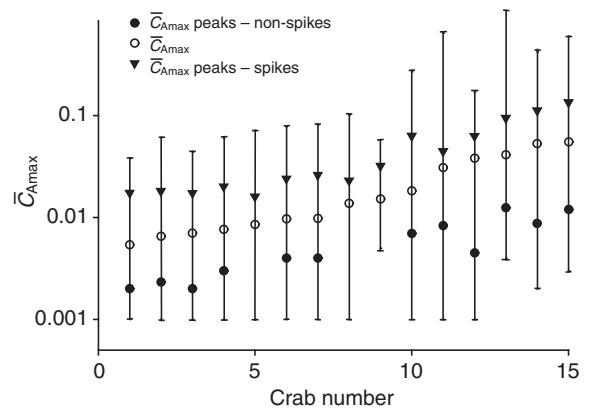 C̅Amax peaks – non-spikes
C̅Amax
C̅Amax peaks – spikes
0.1
0.01
0.001
C̅Amax
0
5
10
15
Crab number